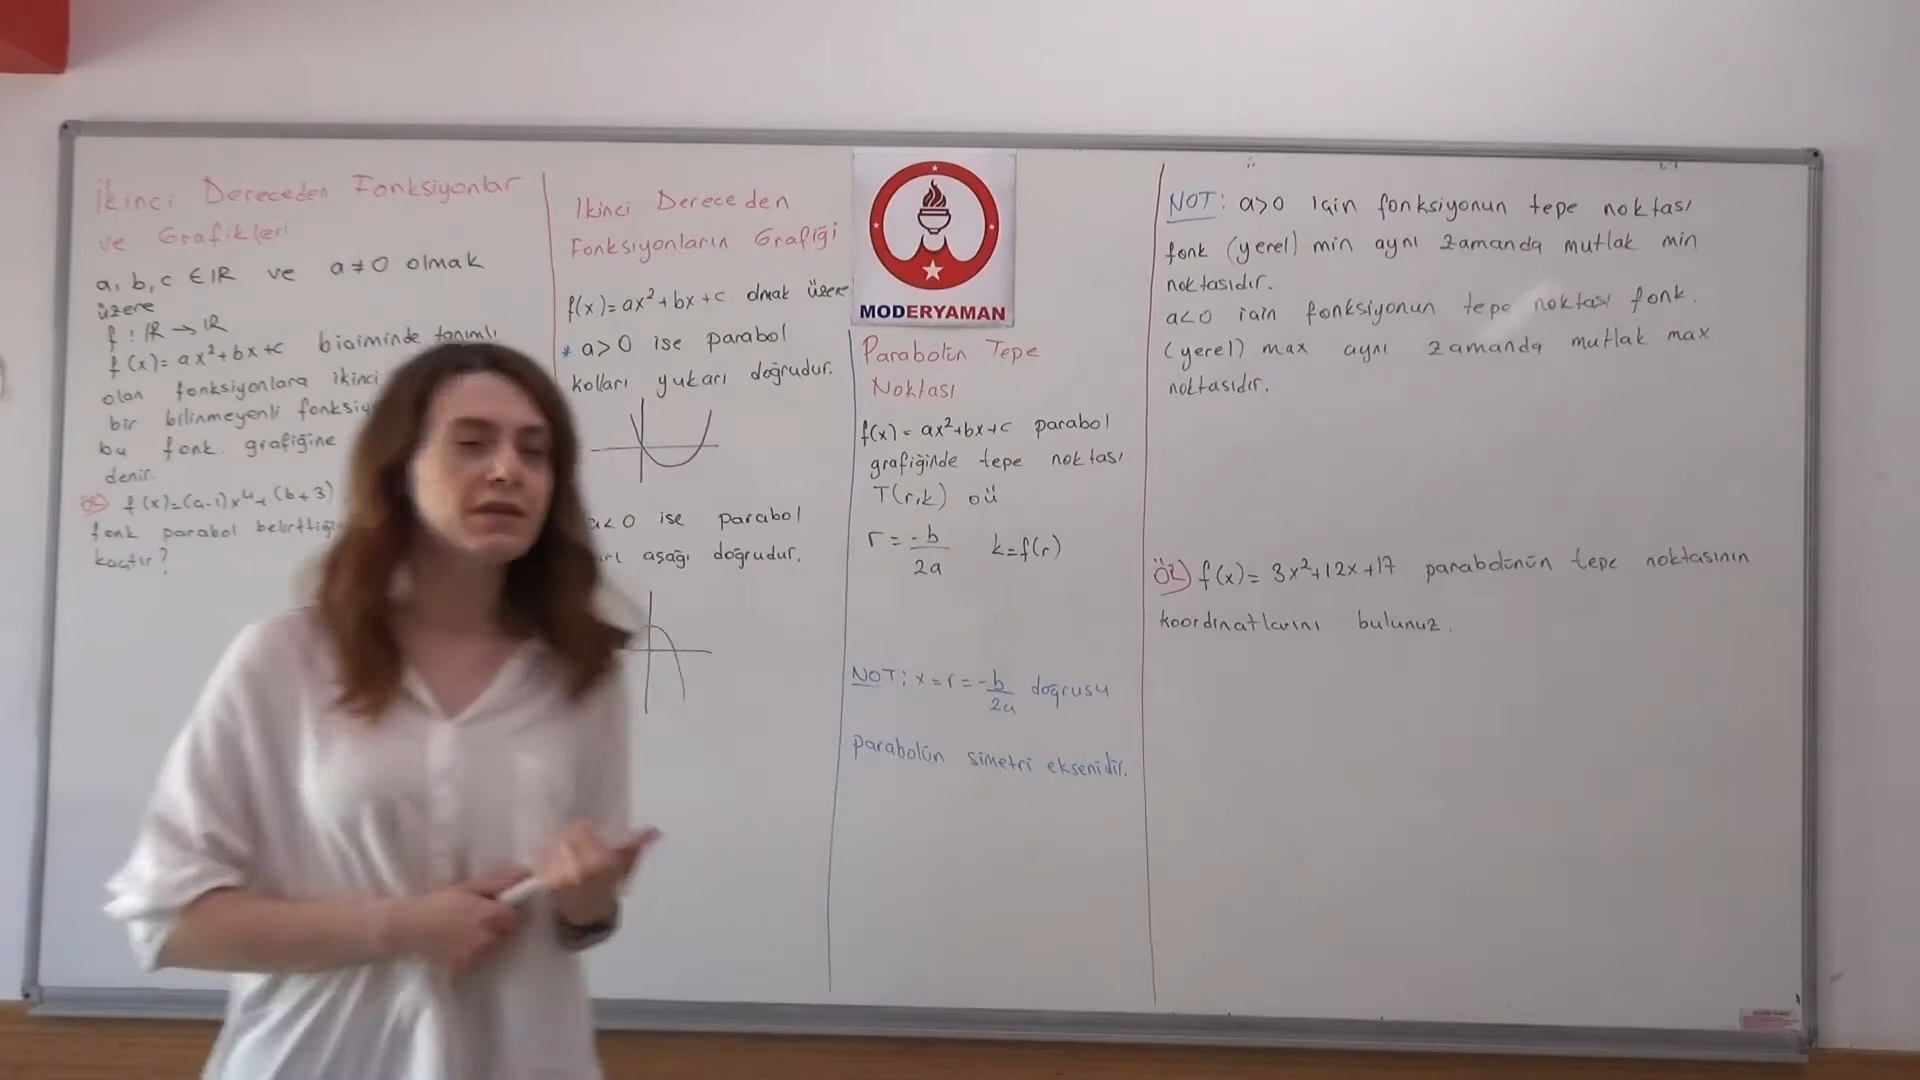 İkinci Dereceden Fonksiyonlar
ve Grafikleri
a, b, c ∈ IR ve a ≠ 0 olmak
üzere
f : IR → IR
f(x) = ax²+bx+c biçiminde tanımlı
olan fonksiyonlara ikinci
bir bilinmeyenli
bu fonk. grafiğine
denir.
ÖR) f(x)=(a-1)x⁴+(b+3)
fonk parabol
kaçtır?
İkinci Dereceden
Fonksiyonların Grafiği
f(x)=ax²+bx+c olmak üzere
* a>0 ise parabol
kolları yukarı doğrudur.
a<0 ise parabol
aşağı doğrudur.
MODERYAMAN
Parabolün Tepe
Noktası
f(x) = ax²+bx+c parabol
grafiğinde tepe noktası
T(r,k) oü
r = -b/2a k=f(r)
NOT: x=r=-b/2a doğrusu
parabolün simetri eksenidir.
NOT: a>0 için fonksiyonun tepe noktası
fonk (yerel) min aynı zamanda mutlak min
noktasıdır.
a<0 için fonksiyonun tepe noktası fonk.
(yerel) max aynı zamanda mutlak max
noktasıdır.
ÖR) f(x)= 3x²+12x+17 parabolünün tepe noktasının
koordinatlarını bulunuz.